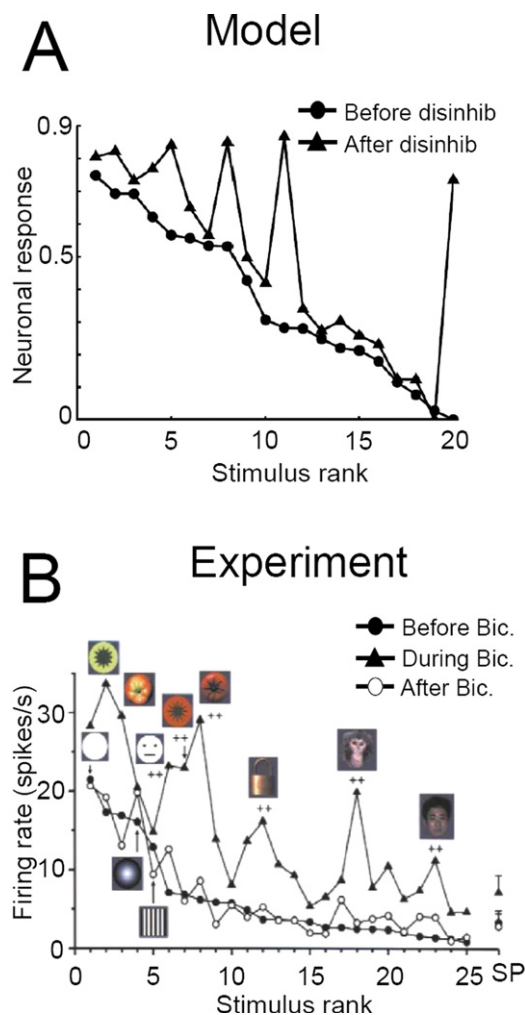 A
Model
Before disinhib
After disinhib
0.9
0.5
0
Neuronal response
0
5
10
15
20
Stimulus rank
B
Experiment
Before Bic.
During Bic.
After Bic.
30
20
10
0
Firing rate (spikes/s)
++
++
++
++
++
++
0
5
10
15
20
25
SP
Stimulus rank